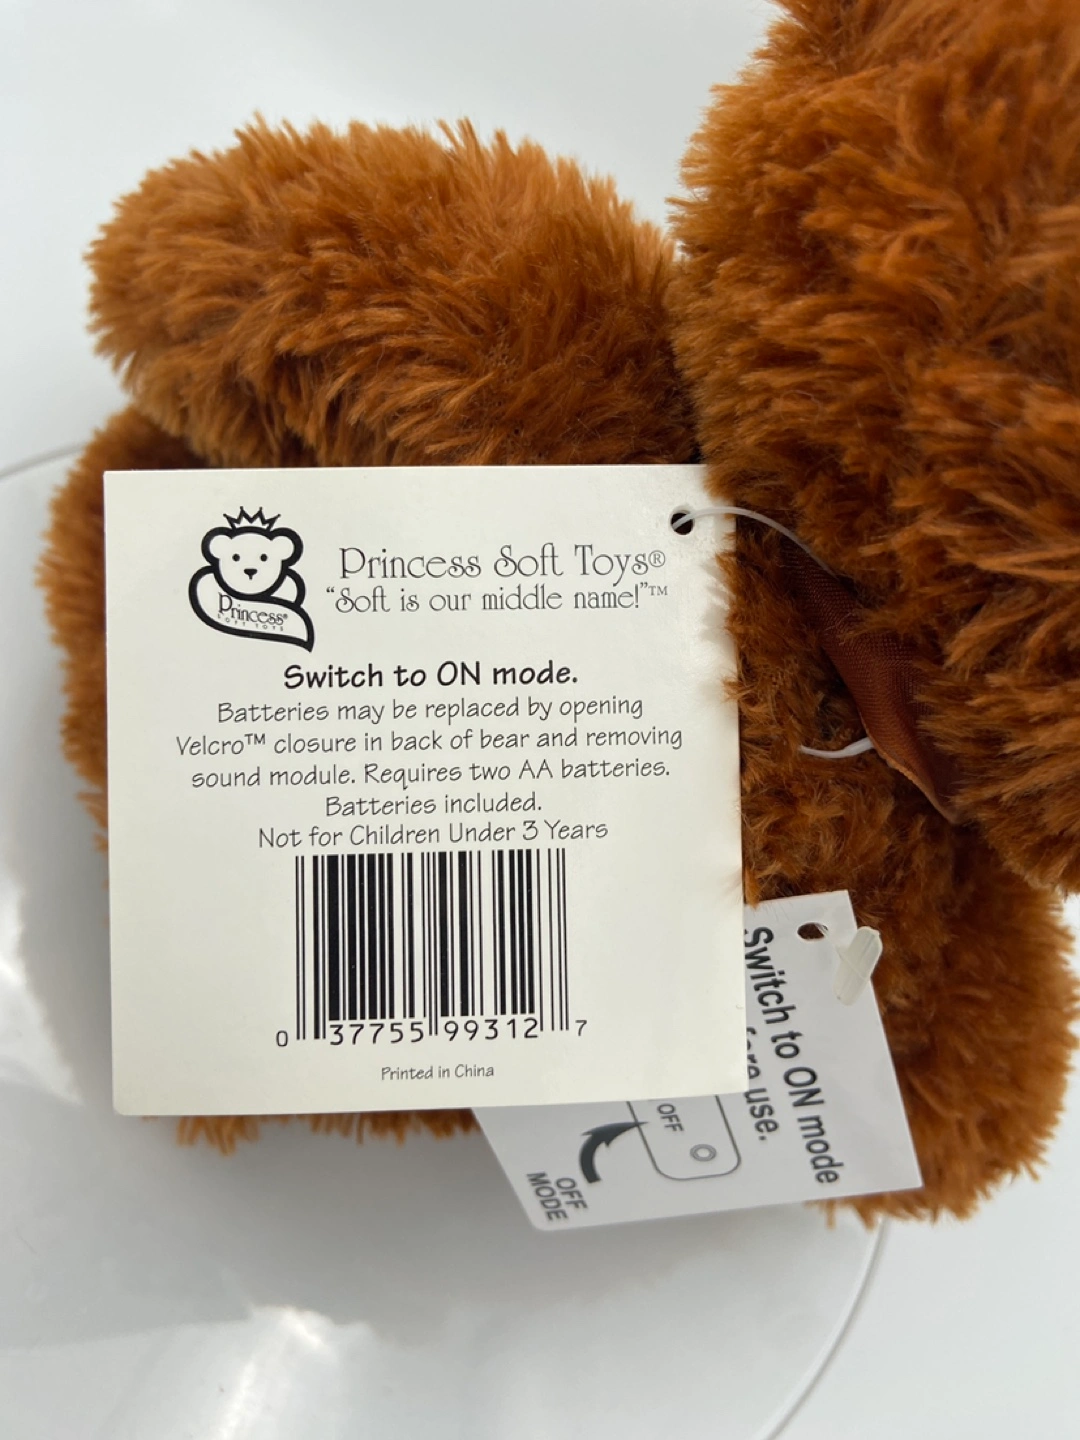 Princess®
SOFT TOYS
Princess Soft Toys®
"Soft is our middle name!"™
Switch to ON mode.
Batteries may be replaced by opening
Velcro™ closure in back of bear and removing
sound module. Requires two AA batteries.
Batteries included.
Not for Children Under 3 Years
0 37755 99312 7
Printed in China
Switch to ON mode
use.
OFF
OFF
MODE